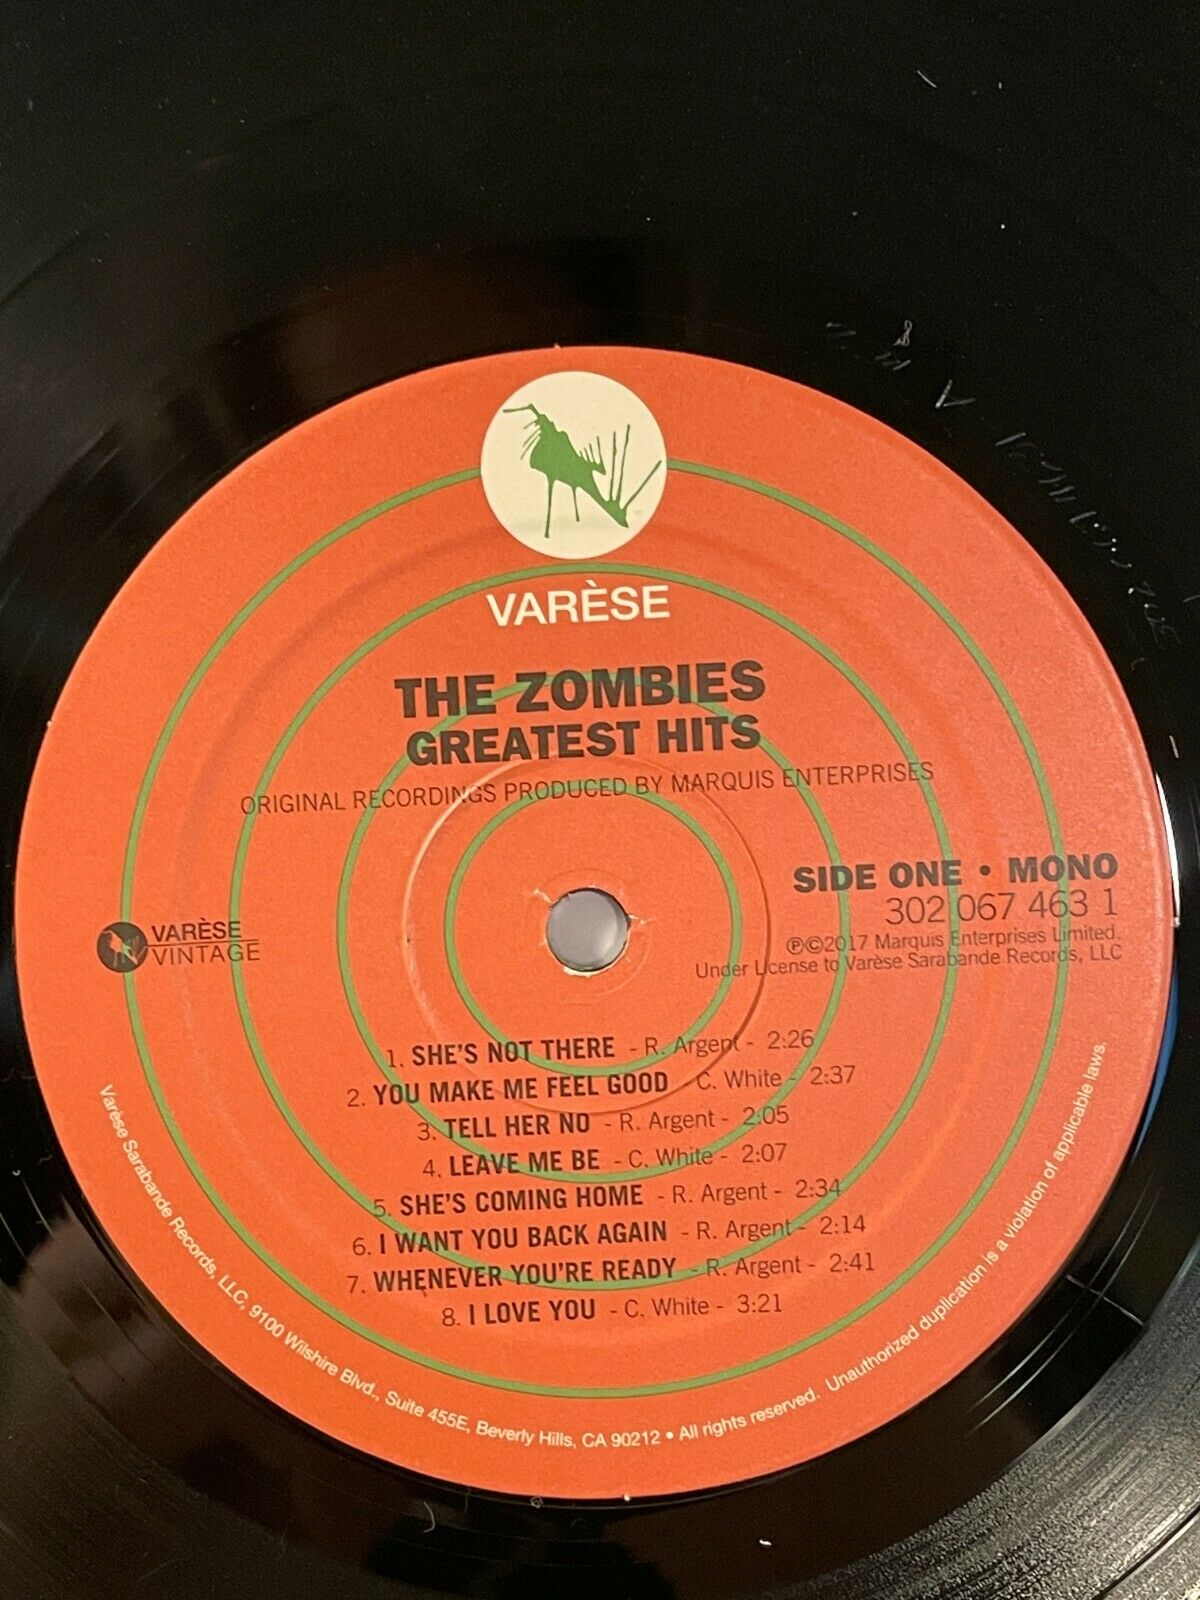 VARÈSE
THE ZOMBIES
GREATEST HITS
ORIGINAL RECORDINGS PRODUCED BY MARQUIS ENTERPRISES
SIDE ONE • MONO
302 067 463 1
℗©2017 Marquis Enterprises Limited.
Under License to Varèse Sarabande Records, LLC
VARÈSE
VINTAGE
1. SHE'S NOT THERE - R. Argent - 2:26
2. YOU MAKE ME FEEL GOOD - C. White - 2:37
3. TELL HER NO - R. Argent - 2:05
4. LEAVE ME BE - C. White - 2:07
5. SHE'S COMING HOME - R. Argent - 2:34
6. I WANT YOU BACK AGAIN - R. Argent - 2:14
7. WHENEVER YOU'RE READY - R. Argent - 2:41
8. I LOVE YOU - C. White - 3:21
Varèse Sarabande Records, LLC, 9100 Wilshire Blvd., Suite 455E, Beverly Hills, CA 90212 • All rights reserved. Unauthorized duplication is a violation of applicable laws.